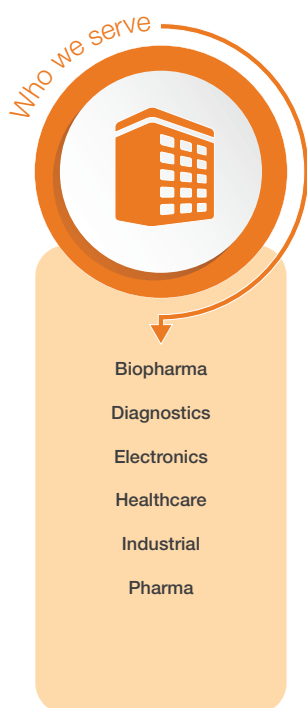 Who we serve
Biopharma
Diagnostics
Electronics
Healthcare
Industrial
Pharma